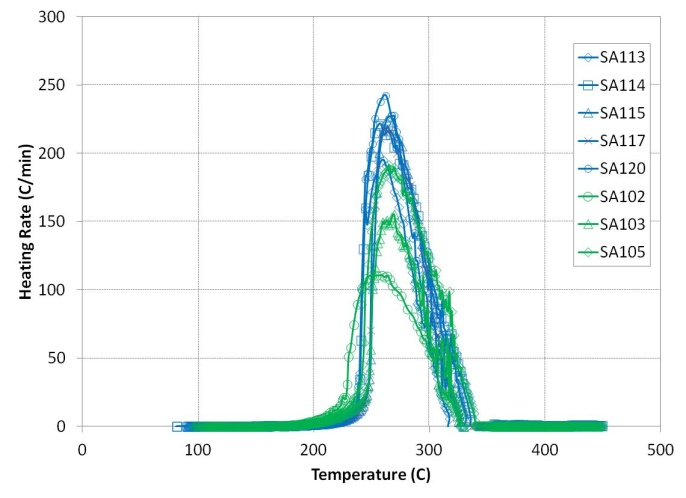 300
250
200
150
100
50
0
Heating Rate (C/min)
SA113
SA114
SA115
SA117
SA120
SA102
SA103
SA105
0 100 200 300 400 500
Temperature (C)